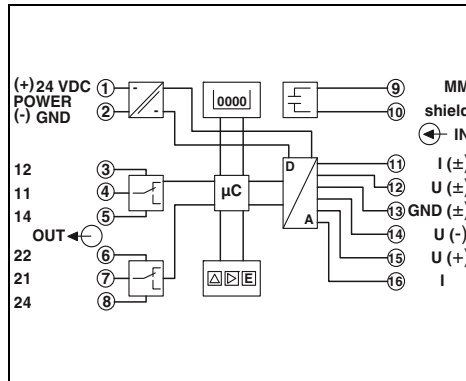 (+) 24 VDC 1
POWER
(-) GND 2
0000
9 MM
10 shield
IN
12 3
11 4
14 5
OUT
22 6
21 7
24 8
D
µC
A
E
11 I (±)
12 U (±)
13 GND (±)
14 U (-)
15 U (+)
16 I